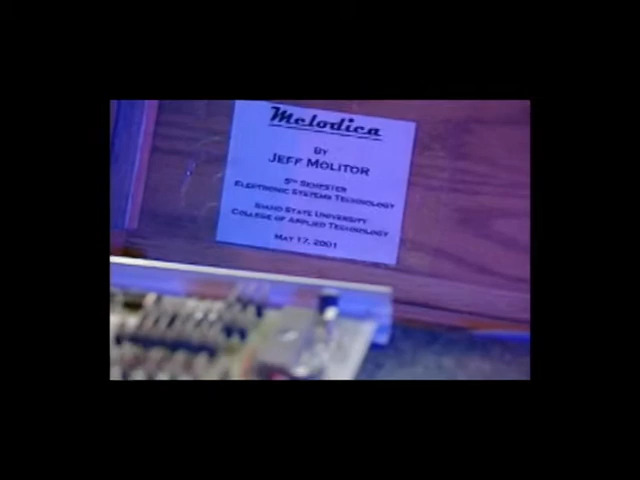 Melodica
BY
JEFF MOLITOR
5TH SEMESTER
ELECTRONIC SYSTEMS TECHNOLOGY
IDAHO STATE UNIVERSITY
COLLEGE OF APPLIED TECHNOLOGY
MAY 17, 2001